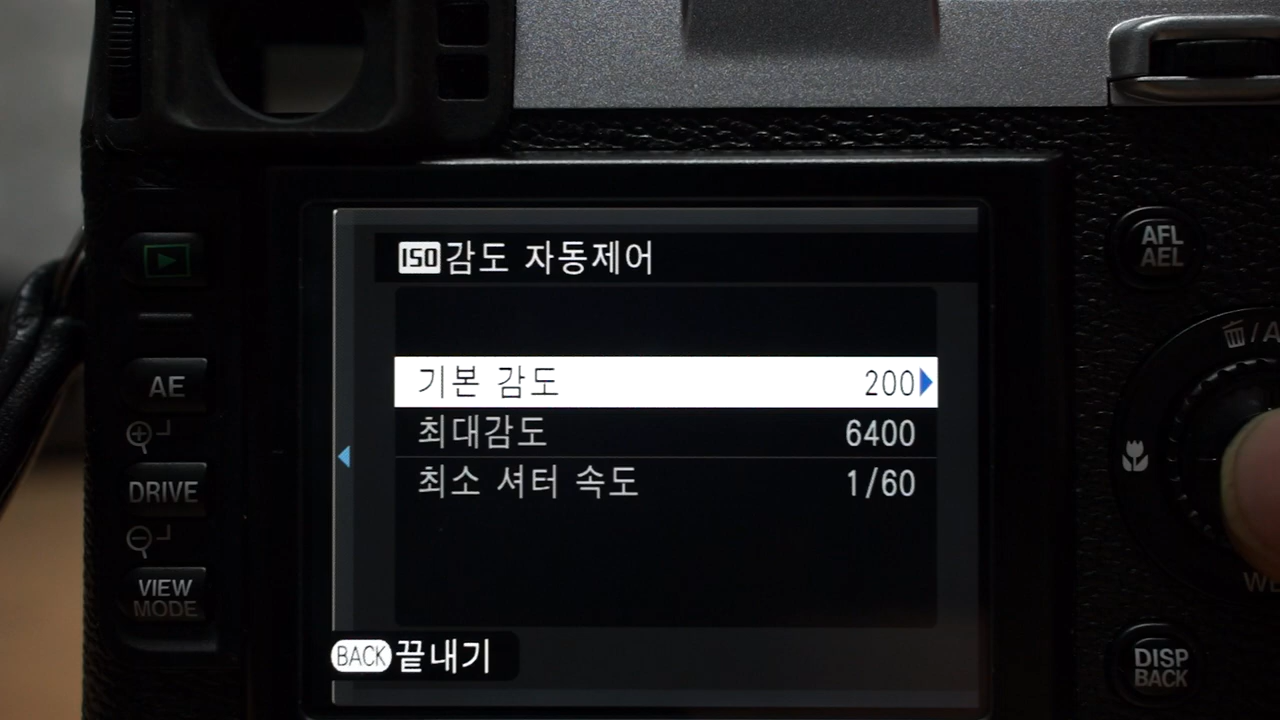 ISO 감도 자동제어
기본 감도 200
최대감도 6400
최소 셔터 속도 1/60
BACK 끝내기
AE
DRIVE
VIEW
MODE
AFL
AEL
DISP
BACK